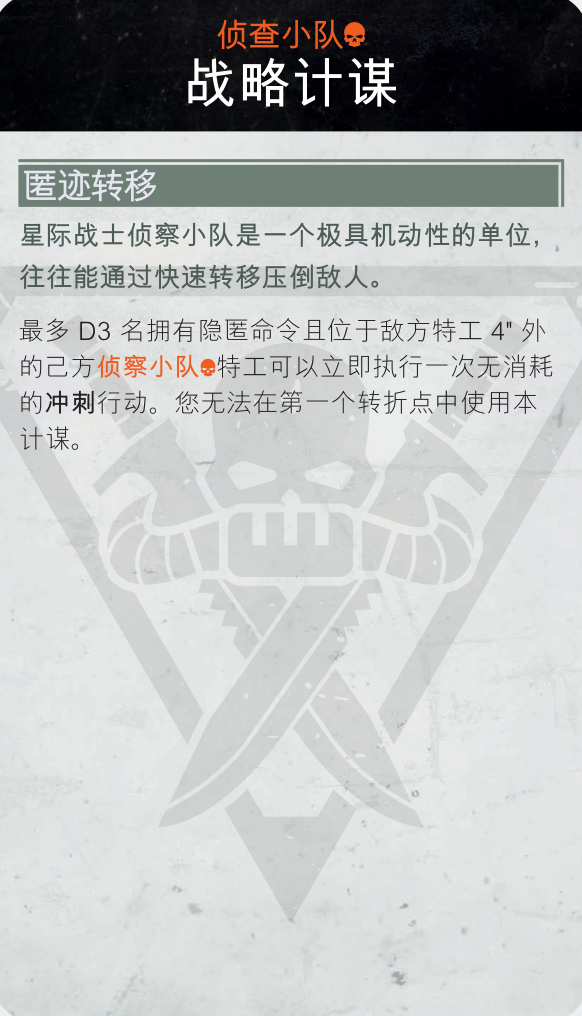 侦查小队
战略计谋
匿迹转移
星际战士侦察小队是一个极具机动性的单位，
往往能通过快速转移压倒敌人。
最多 D3 名拥有隐匿命令且位于敌方特工 4" 外
的己方侦察小队特工可以立即执行一次无消耗
的冲刺行动。您无法在第一个转折点中使用本
计谋。